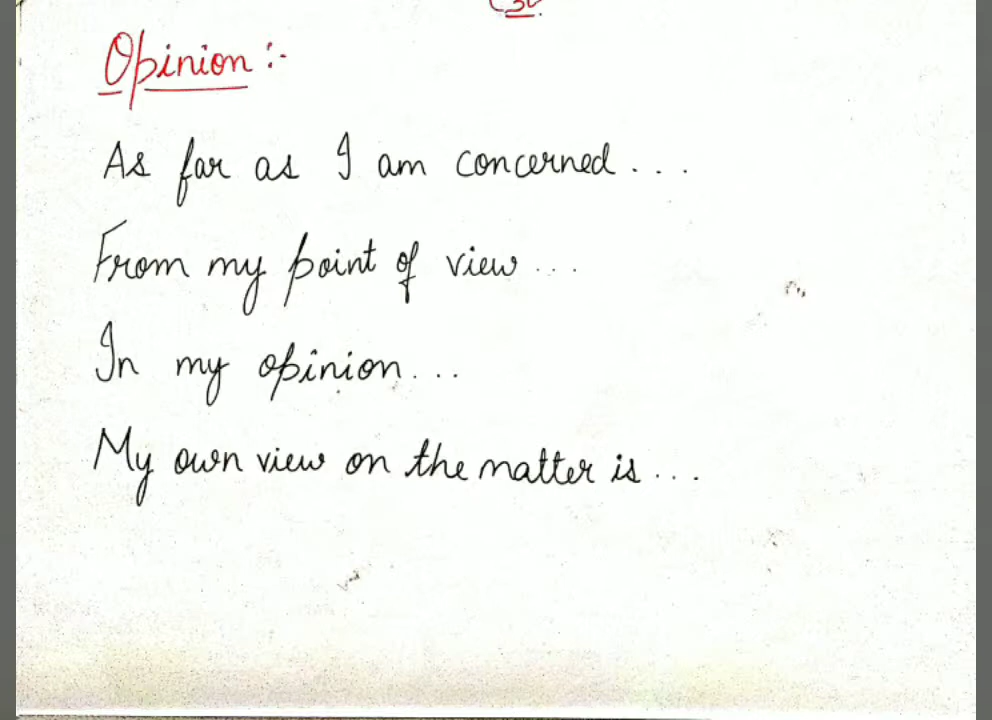 Opinion :-
As far as I am concerned ...
From my point of view ...
In my opinion ...
My own view on the matter is ...